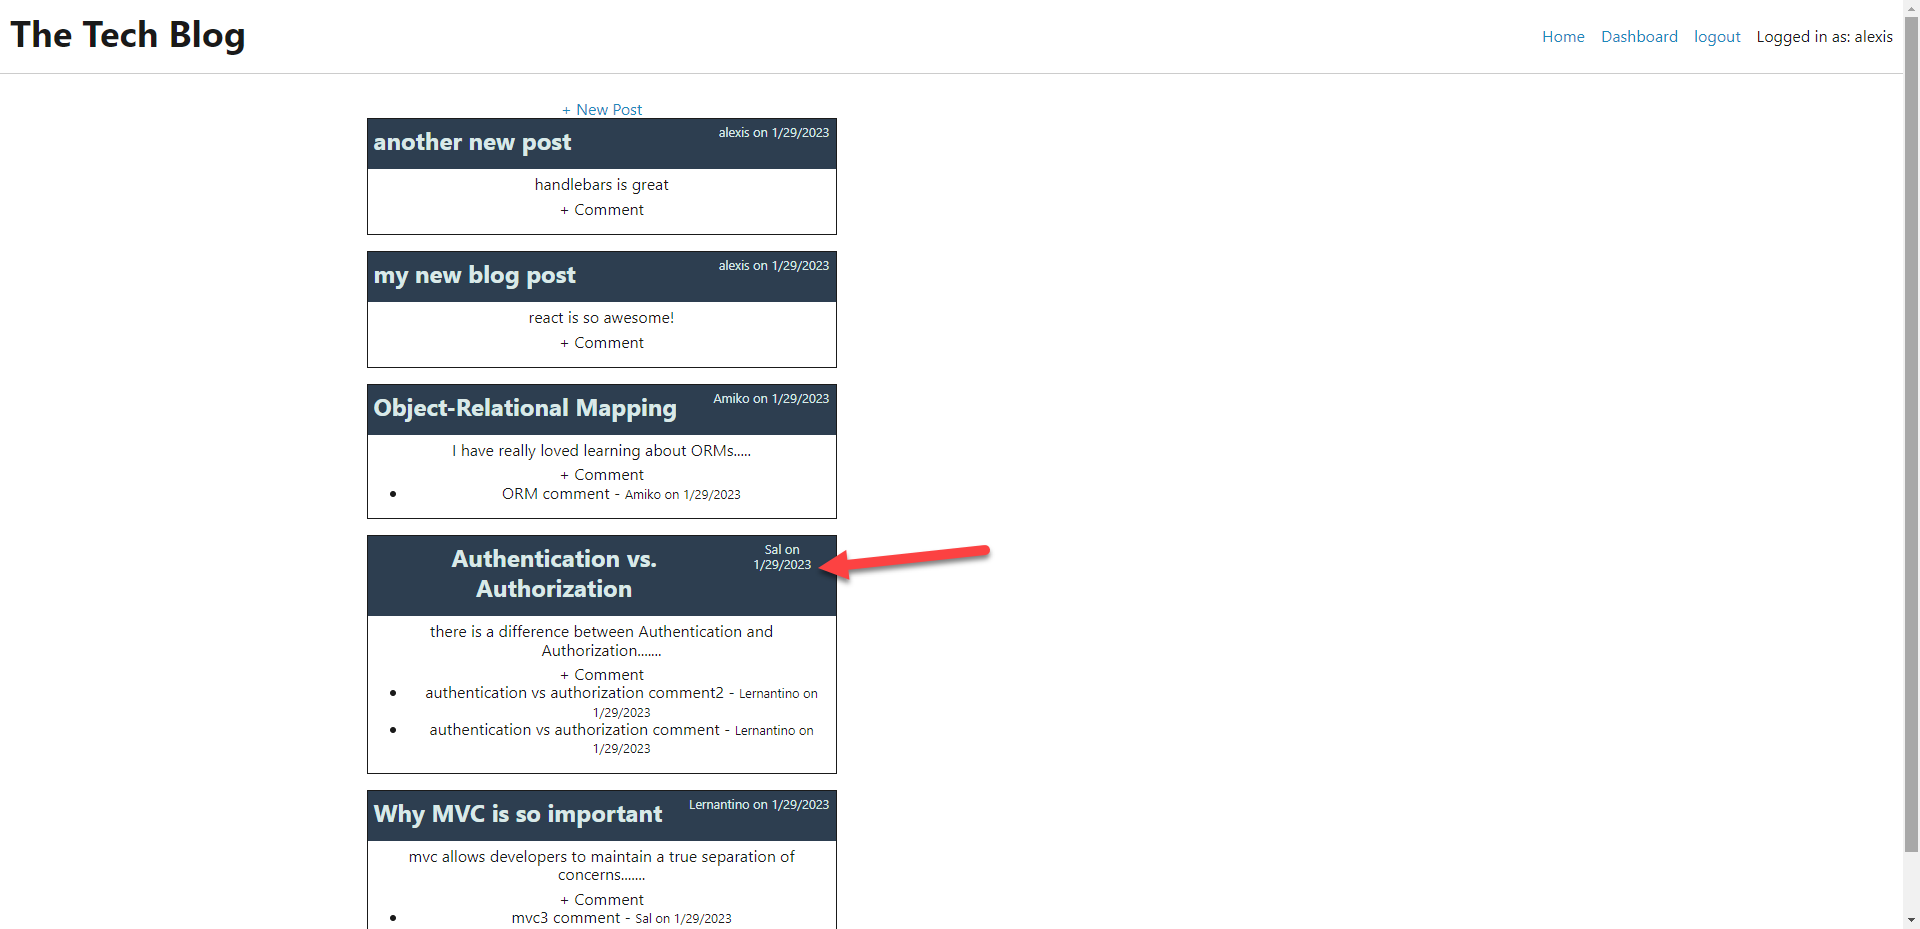 The Tech Blog
Home Dashboard logout Logged in as: alexis
+ New Post
another new post
alexis on 1/29/2023
handlebars is great
+ Comment
my new blog post
alexis on 1/29/2023
react is so awesome!
+ Comment
Object-Relational Mapping
Amiko on 1/29/2023
I have really loved learning about ORMs.....
+ Comment
• ORM comment - Amiko on 1/29/2023
Authentication vs.
Authorization
Sal on
1/29/2023
there is a difference between Authentication and
Authorization.......
+ Comment
• authentication vs authorization comment2 - Lernantino on
1/29/2023
• authentication vs authorization comment - Lernantino on
1/29/2023
Why MVC is so important
Lernantino on 1/29/2023
mvc allows developers to maintain a true separation of
concerns.......
+ Comment
• mvc3 comment - Sal on 1/29/2023